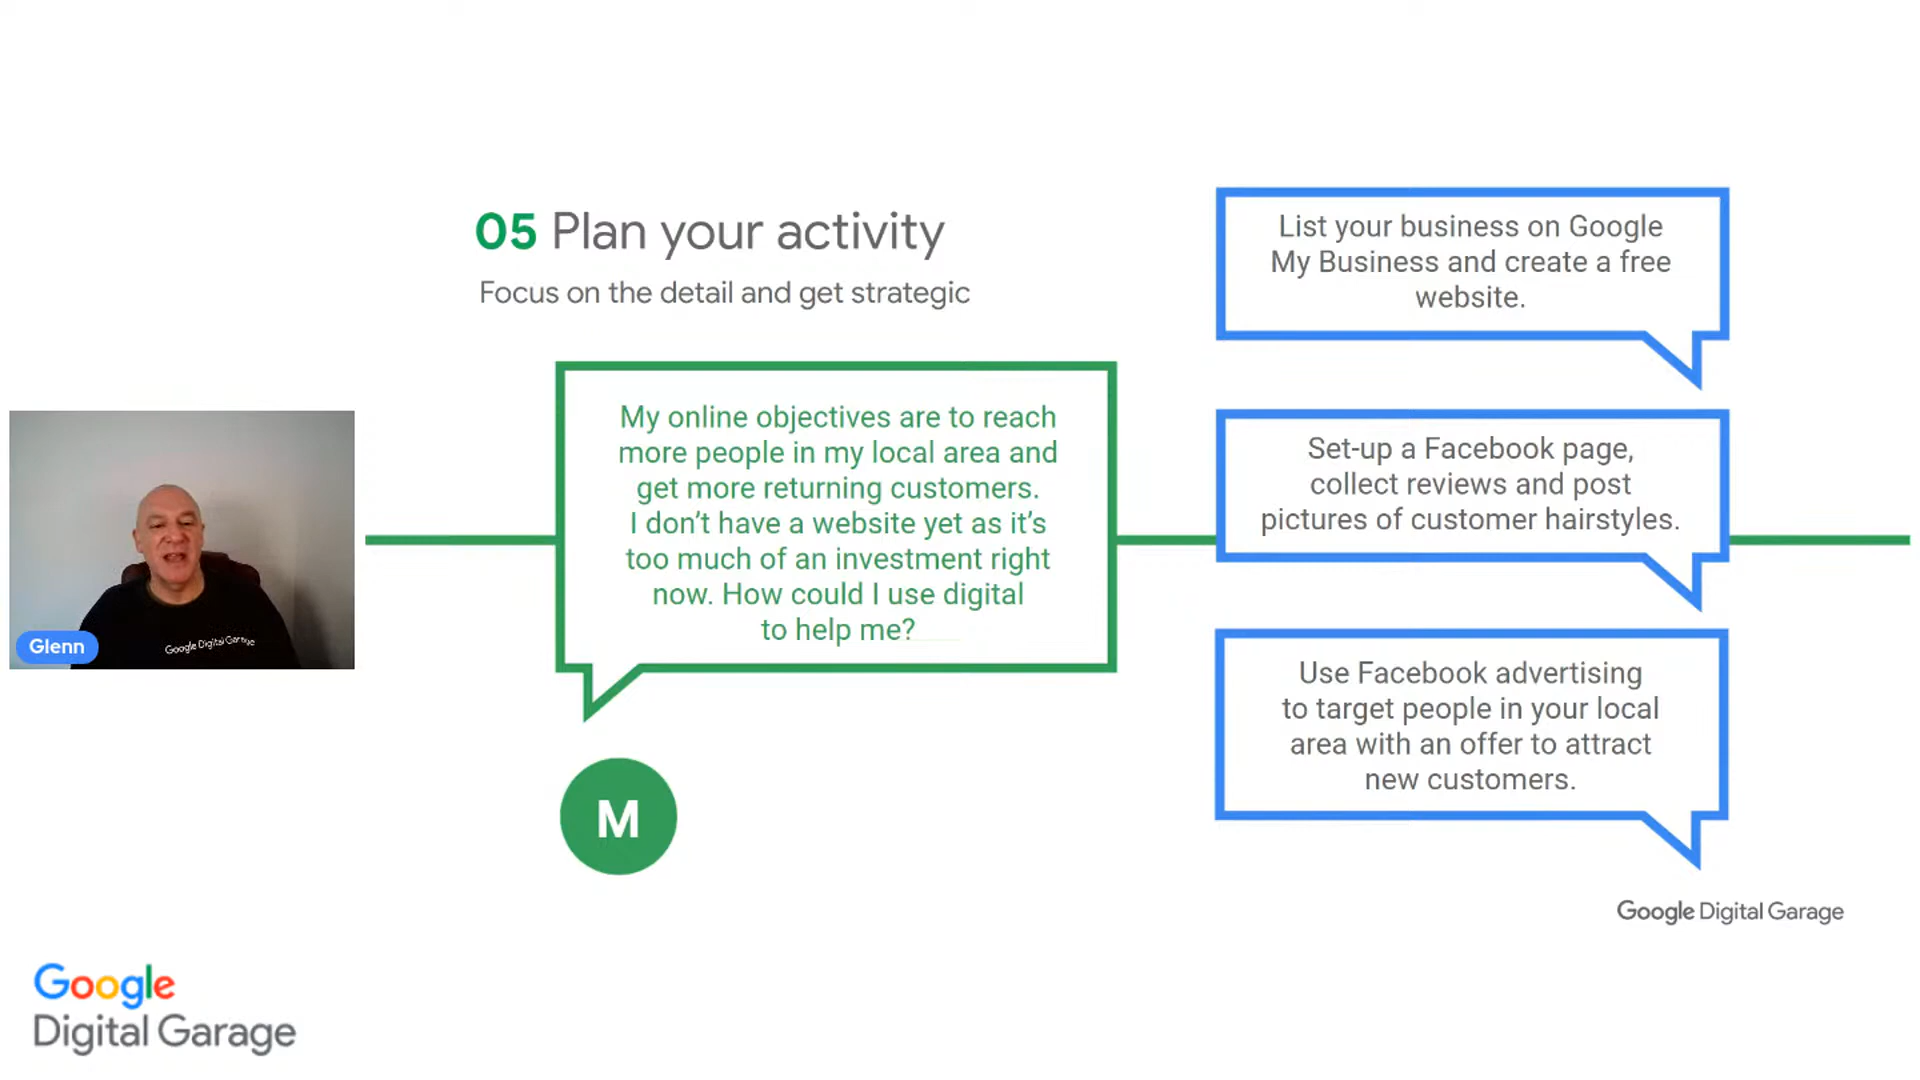 05 Plan your activity
Focus on the detail and get strategic
My online objectives are to reach
more people in my local area and
get more returning customers.
I don’t have a website yet as it’s
too much of an investment right
now. How could I use digital
to help me?
M
List your business on Google
My Business and create a free
website.
Set-up a Facebook page,
collect reviews and post
pictures of customer hairstyles.
Use Facebook advertising
to target people in your local
area with an offer to attract
new customers.
Google Digital Garage
Glenn
Google Digital Garage
Google
Digital Garage